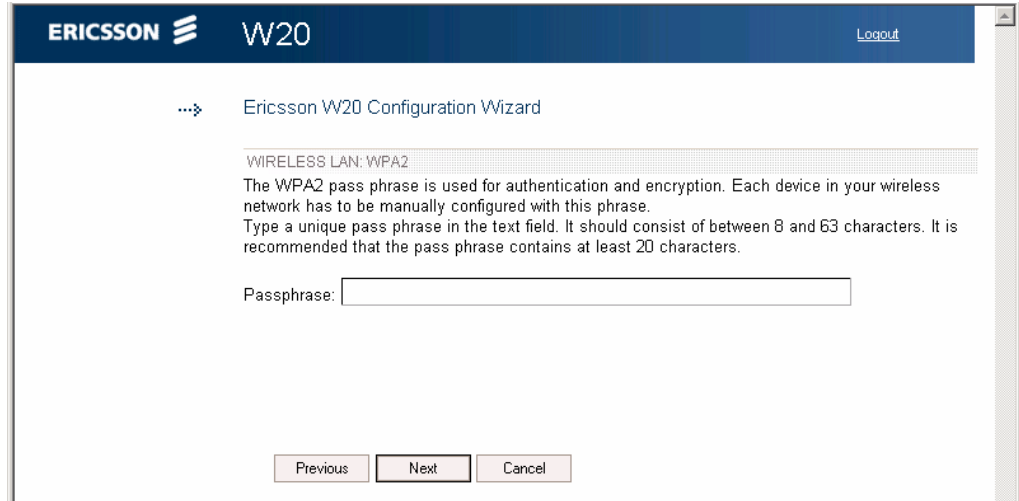 ERICSSON W20 Logout
Ericsson W20 Configuration Wizard
WIRELESS LAN: WPA2
The WPA2 pass phrase is used for authentication and encryption. Each device in your wireless
network has to be manually configured with this phrase.
Type a unique pass phrase in the text field. It should consist of between 8 and 63 characters. It is
recommended that the pass phrase contains at least 20 characters.
Passphrase:
Previous Next Cancel